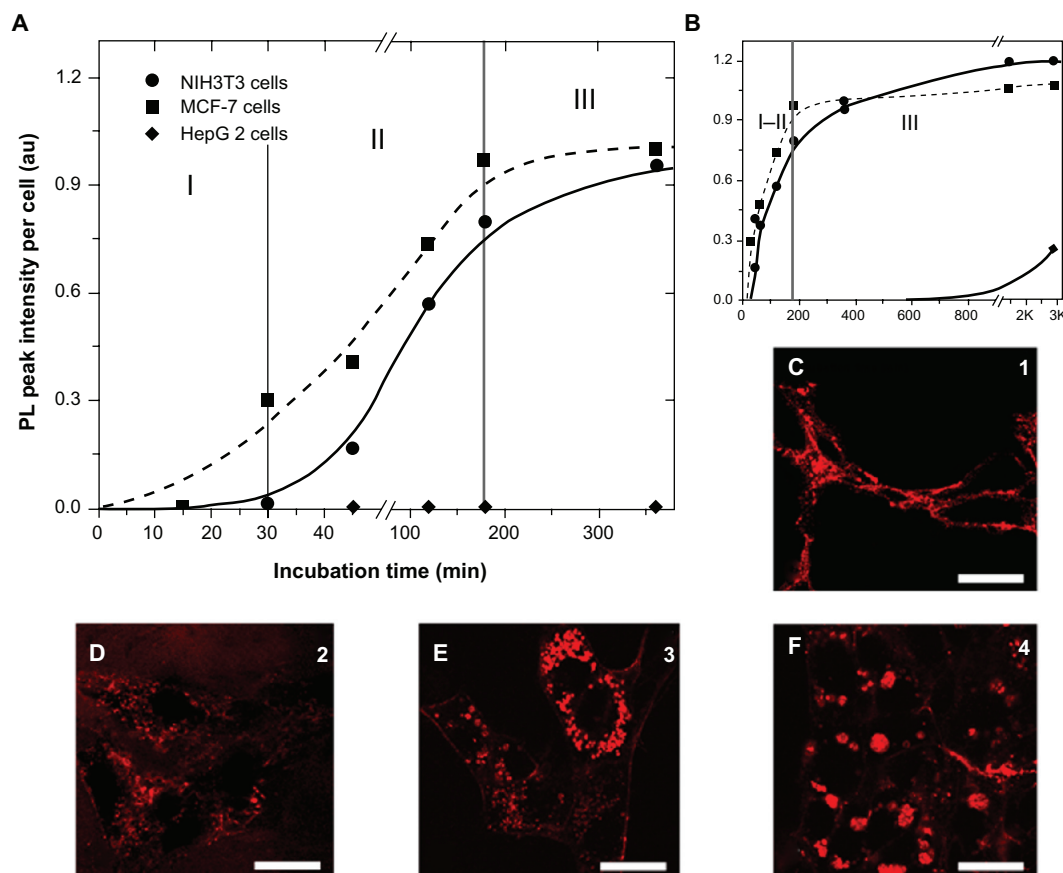 A
B
NIH3T3 cells
MCF-7 cells
HepG 2 cells
I
II
III
1.2
0.9
0.6
0.3
0.0
0 10 20 30 40 100 200 300
PL peak intensity per cell (au)
Incubation time (min)
1.2
0.9
0.6
0.3
0.0
I–II
III
0 200 400 600 800 2K 3K
C 1
D 2
E 3
F 4